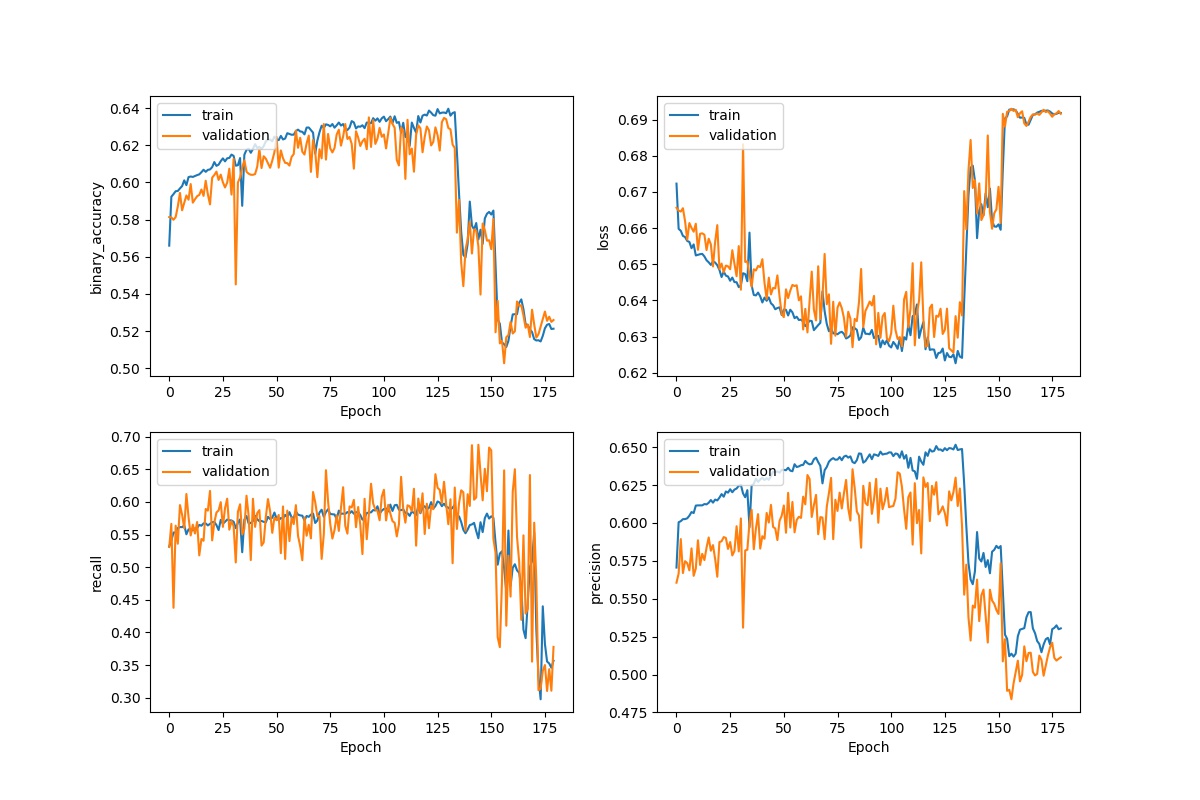 binary_accuracy
0.64
0.62
0.60
0.58
0.56
0.54
0.52
0.50
train
validation
0 25 50 75 100 125 150 175
Epoch
loss
0.69
0.68
0.67
0.66
0.65
0.64
0.63
0.62
train
validation
0 25 50 75 100 125 150 175
Epoch
recall
0.70
0.65
0.60
0.55
0.50
0.45
0.40
0.35
0.30
train
validation
0 25 50 75 100 125 150 175
Epoch
precision
0.650
0.625
0.600
0.575
0.550
0.525
0.500
0.475
train
validation
0 25 50 75 100 125 150 175
Epoch